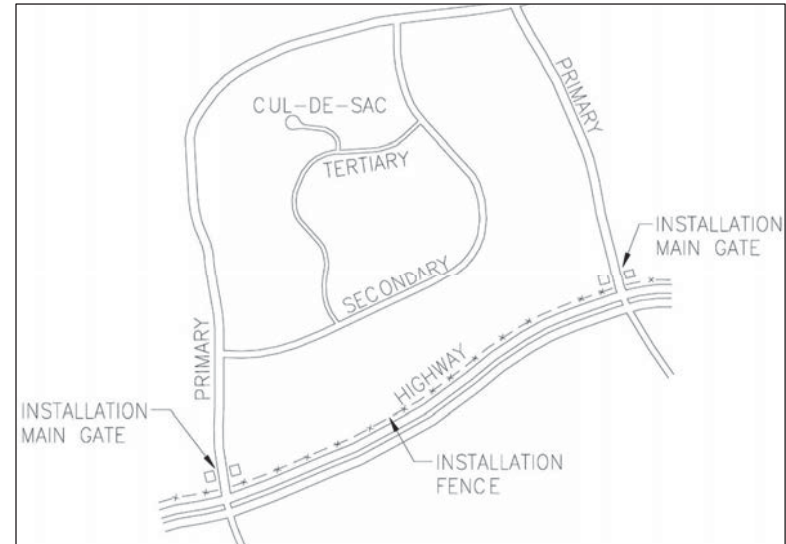 PRIMARY
CUL-DE-SAC
TERTIARY
INSTALLATION
MAIN GATE
SECONDARY
PRIMARY
HIGHWAY
INSTALLATION
MAIN GATE
INSTALLATION
FENCE